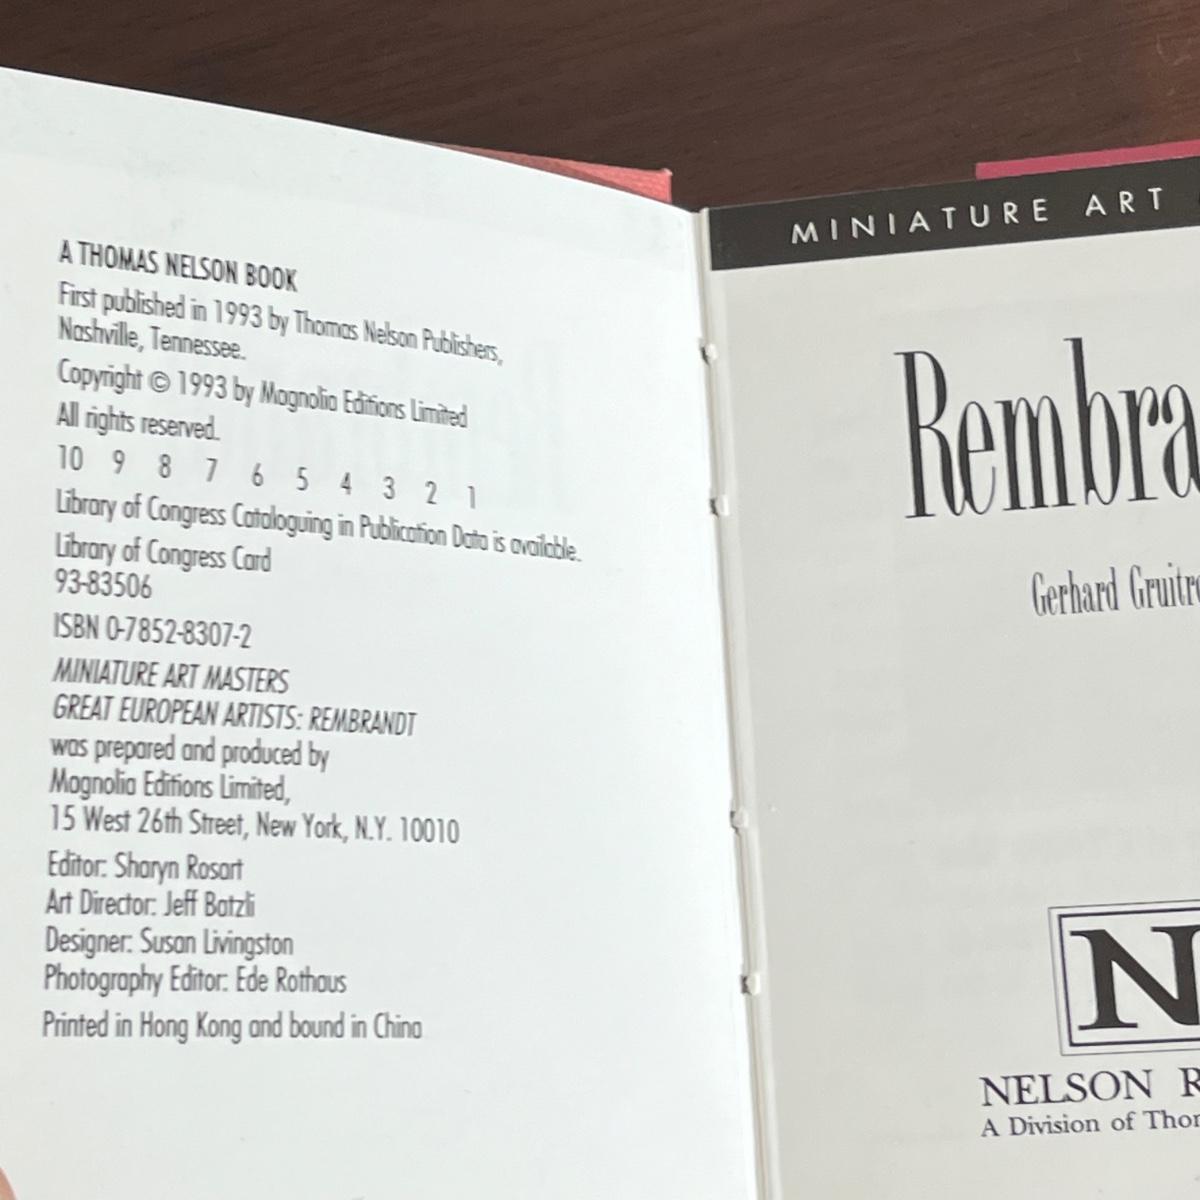 A THOMAS NELSON BOOK
First published in 1993 by Thomas Nelson Publishers,
Nashville, Tennessee.
Copyright © 1993 by Magnolia Editions Limited
All rights reserved.
10 9 8 7 6 5 4 3 2 1
Library of Congress Cataloguing in Publication Data is available.
Library of Congress Card
93-83506
ISBN 0-7852-8307-2
MINIATURE ART MASTERS
GREAT EUROPEAN ARTISTS: REMBRANDT
was prepared and produced by
Magnolia Editions Limited,
15 West 26th Street, New York, N.Y. 10010
Editor: Sharyn Rosart
Art Director: Jeff Batzli
Designer: Susan Livingston
Photography Editor: Ede Rothaus
Printed in Hong Kong and bound in China
MINIATURE ART
Rembra
Gerhard Gruitro
N
NELSON R
A Division of Thom